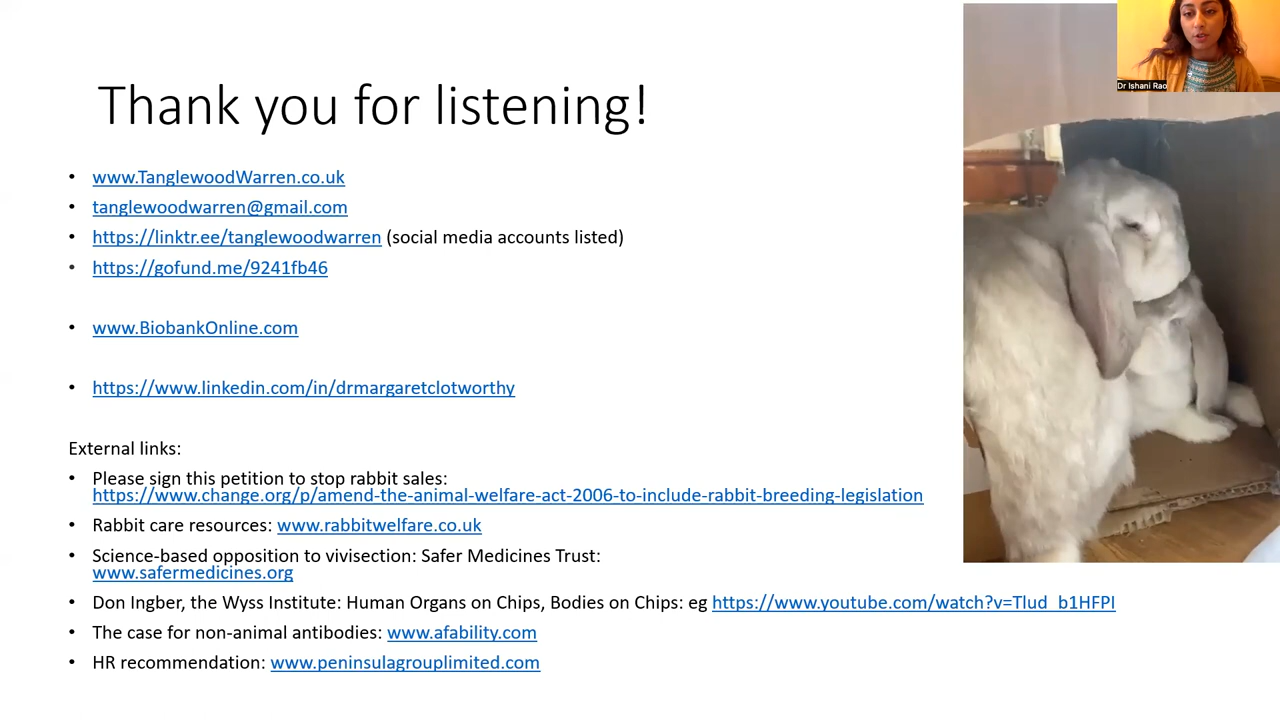 Thank you for listening!
• www.TanglewoodWarren.co.uk
• tanglewoodwarren@gmail.com
• https://linktr.ee/tanglewoodwarren (social media accounts listed)
• https://gofund.me/9241fb46
• www.BiobankOnline.com
• https://www.linkedin.com/in/drmargaretclotworthy
External links:
• Please sign this petition to stop rabbit sales:
https://www.change.org/p/amend-the-animal-welfare-act-2006-to-include-rabbit-breeding-legislation
• Rabbit care resources: www.rabbitwelfare.co.uk
• Science-based opposition to vivisection: Safer Medicines Trust:
www.safermedicines.org
• Don Ingber, the Wyss Institute: Human Organs on Chips, Bodies on Chips: eg https://www.youtube.com/watch?v=Tlud_b1HFPI
• The case for non-animal antibodies: www.afability.com
• HR recommendation: www.peninsulagrouplimited.com
Dr Ishani Rao